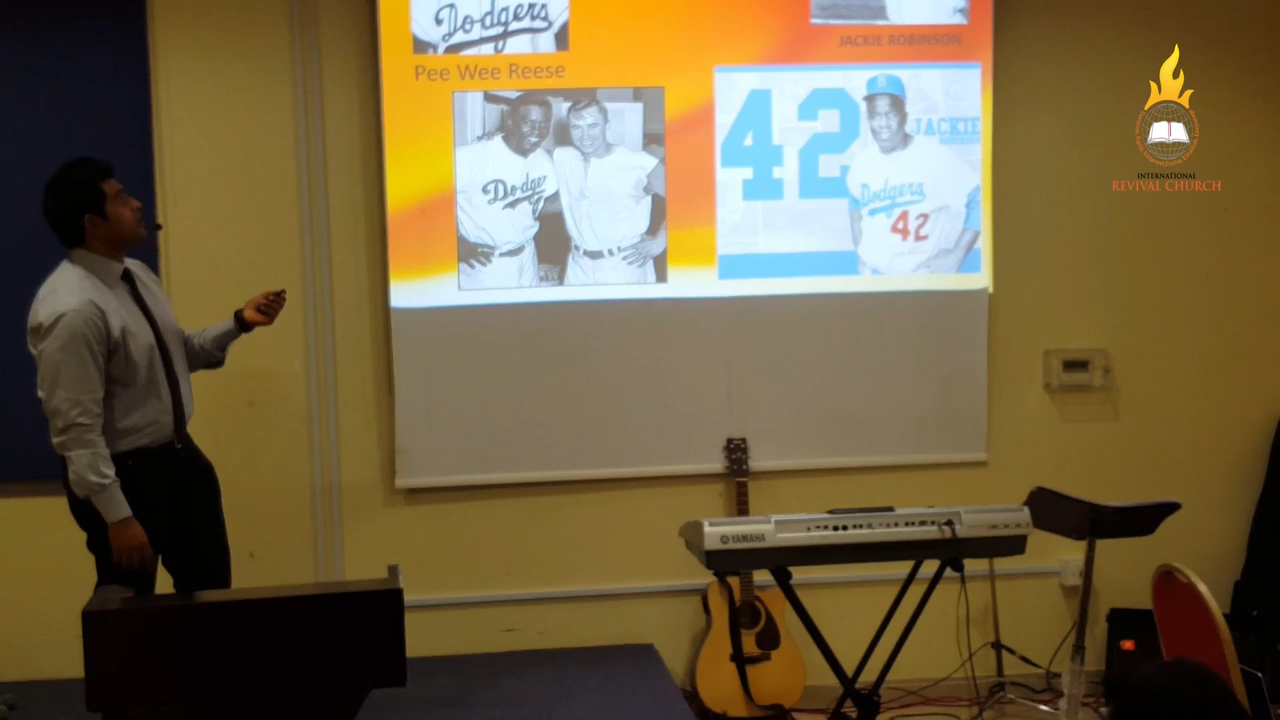 Dodgers
JACKIE ROBINSON
Pee Wee Reese
Dodge
42
JACKIE
Dodgers
42
YAMAHA
INTERNATIONAL
REVIVAL CHURCH